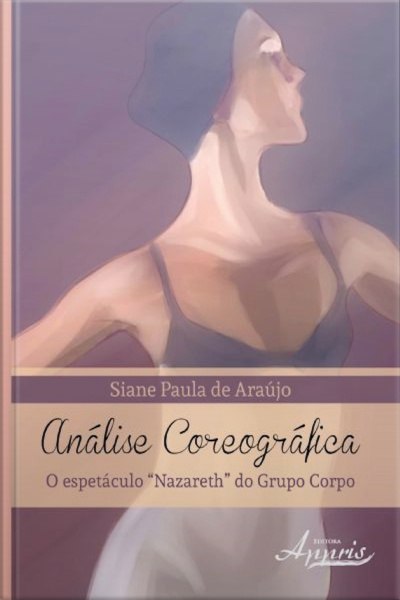 Siane Paula de Araújo
Análise Coreográfica
O espetáculo “Nazareth” do Grupo Corpo
EDITORA
Appris